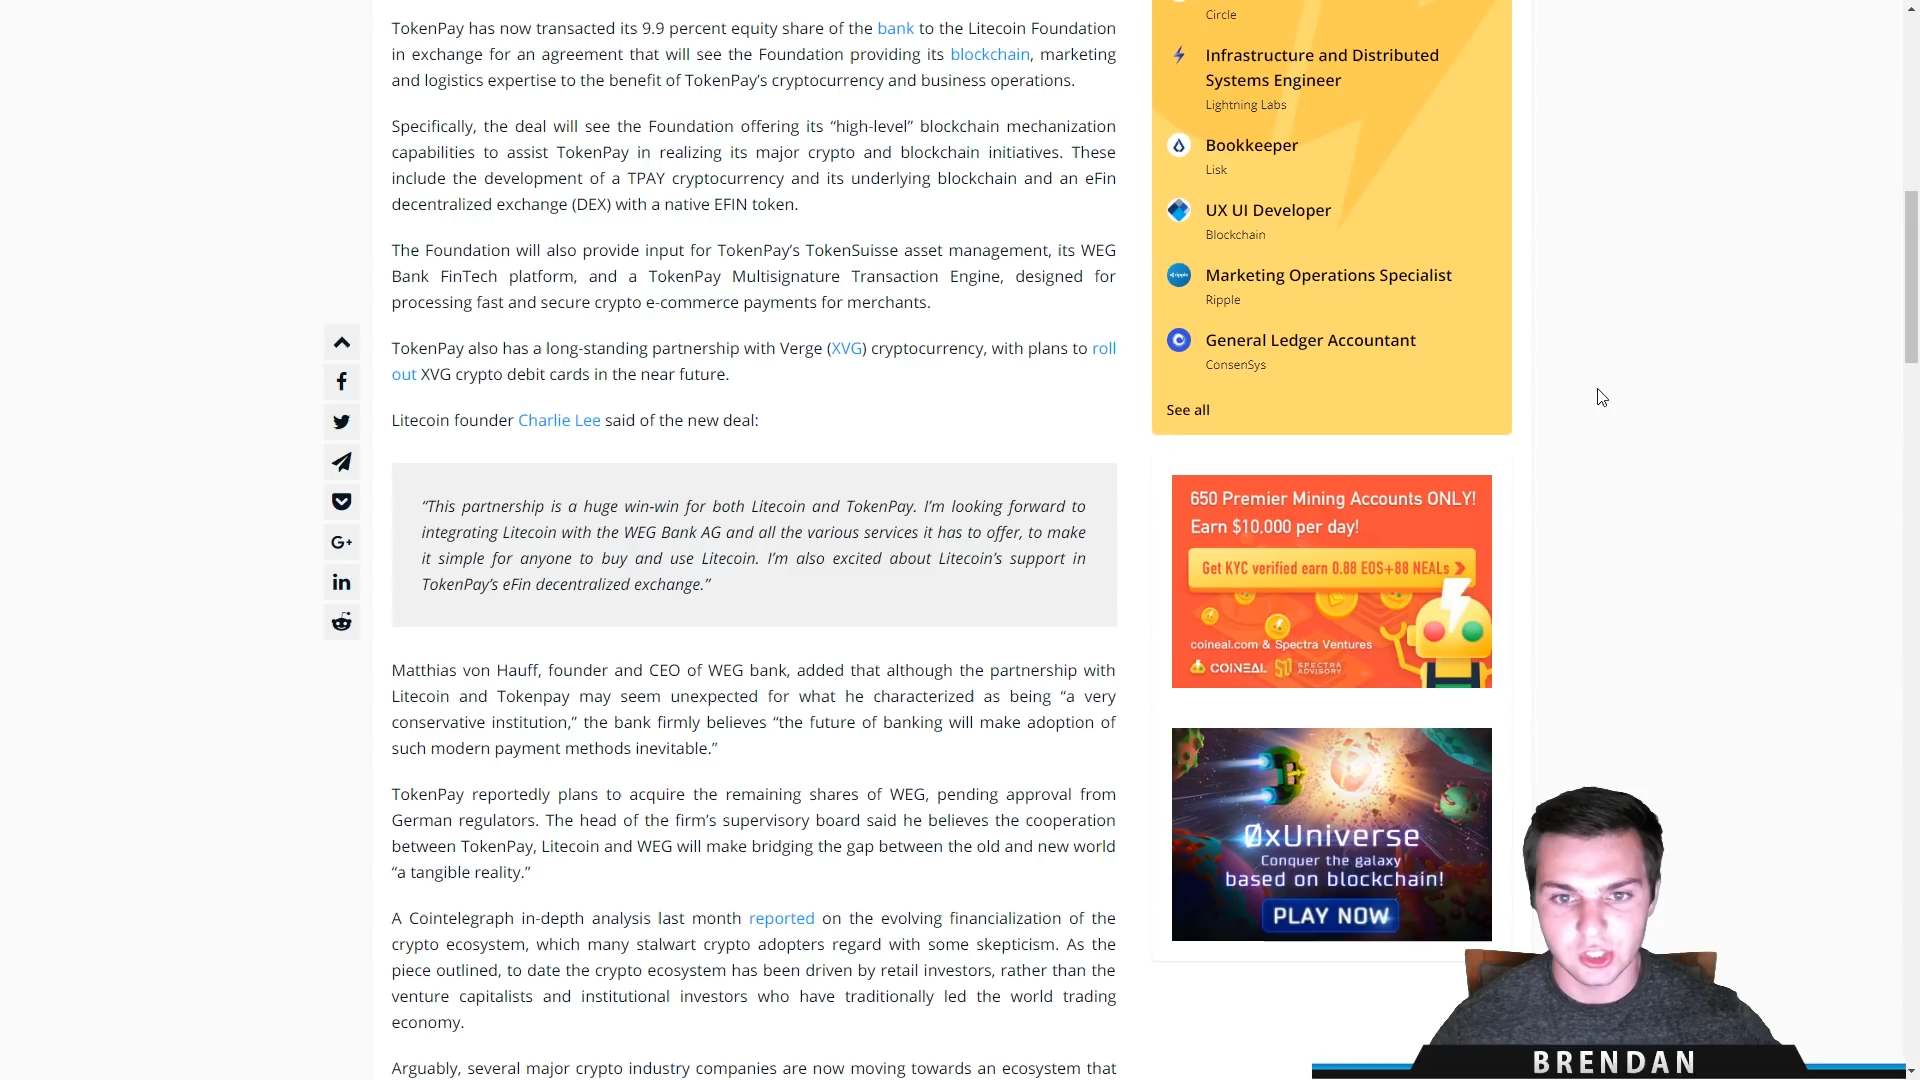 TokenPay has now transacted its 9.9 percent equity share of the bank to the Litecoin Foundation
in exchange for an agreement that will see the Foundation providing its blockchain, marketing
and logistics expertise to the benefit of TokenPay’s cryptocurrency and business operations.
Specifically, the deal will see the Foundation offering its “high-level” blockchain mechanization
capabilities to assist TokenPay in realizing its major crypto and blockchain initiatives. These
include the development of a TPAY cryptocurrency and its underlying blockchain and an eFin
decentralized exchange (DEX) with a native EFIN token.
The Foundation will also provide input for TokenPay’s TokenSuisse asset management, its WEG
Bank FinTech platform, and a TokenPay Multisignature Transaction Engine, designed for
processing fast and secure crypto e-commerce payments for merchants.
TokenPay also has a long-standing partnership with Verge (XVG) cryptocurrency, with plans to roll
out XVG crypto debit cards in the near future.
Litecoin founder Charlie Lee said of the new deal:
“This partnership is a huge win-win for both Litecoin and TokenPay. I’m looking forward to
integrating Litecoin with the WEG Bank AG and all the various services it has to offer, to make
it simple for anyone to buy and use Litecoin. I’m also excited about Litecoin’s support in
TokenPay’s eFin decentralized exchange.”
Matthias von Hauff, founder and CEO of WEG bank, added that although the partnership with
Litecoin and Tokenpay may seem unexpected for what he characterized as being “a very
conservative institution,” the bank firmly believes “the future of banking will make adoption of
such modern payment methods inevitable.”
TokenPay reportedly plans to acquire the remaining shares of WEG, pending approval from
German regulators. The head of the firm’s supervisory board said he believes the cooperation
between TokenPay, Litecoin and WEG will make bridging the gap between the old and new world
“a tangible reality.”
A Cointelegraph in-depth analysis last month reported on the evolving financialization of the
crypto ecosystem, which many stalwart crypto adopters regard with some skepticism. As the
piece outlined, to date the crypto ecosystem has been driven by retail investors, rather than the
venture capitalists and institutional investors who have traditionally led the world trading
economy.
Arguably, several major crypto industry companies are now moving towards an ecosystem that
G+
in
Circle
Infrastructure and Distributed
Systems Engineer
Lightning Labs
Bookkeeper
Lisk
UX UI Developer
Blockchain
ripple
Marketing Operations Specialist
Ripple
General Ledger Accountant
ConsenSys
See all
650 Premier Mining Accounts ONLY!
Earn $10,000 per day!
Get KYC verified earn 0.88 EOS+88 NEALs
coineal.com & Spectra Ventures
COINEAL
SPECTRA
ADVISORY
0xUniverse
Conquer the galaxy
based on blockchain!
PLAY NOW
BRENDAN